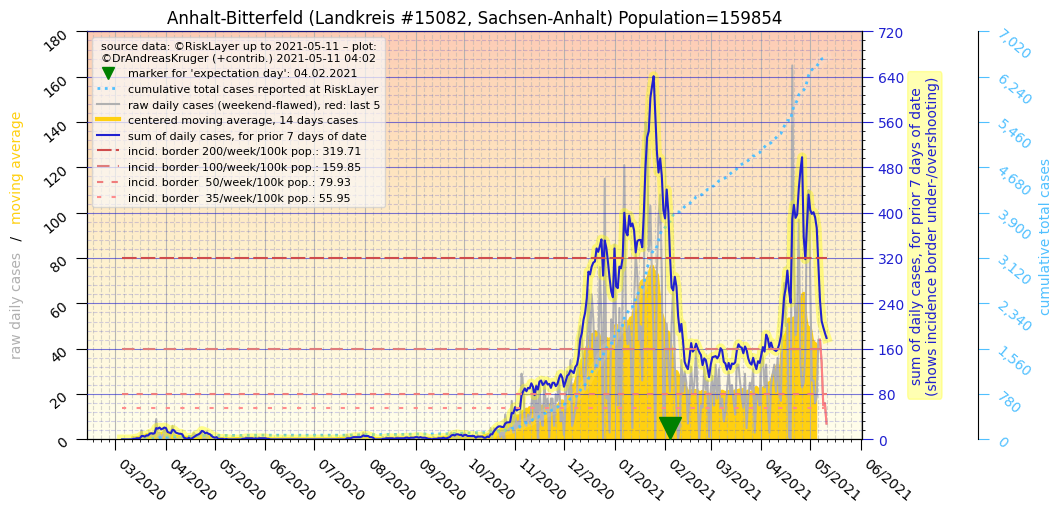 Anhalt-Bitterfeld (Landkreis #15082, Sachsen-Anhalt) Population=159854
source data: ©RiskLayer up to 2021-05-11 – plot:
©DrAndreasKruger (+contrib.) 2021-05-11 04:02
marker for 'expectation day': 04.02.2021
cumulative total cases reported at RiskLayer
raw daily cases (weekend-flawed), red: last 5
centered moving average, 14 days cases
sum of daily cases, for prior 7 days of date
incid. border 200/week/100k pop.: 319.71
incid. border 100/week/100k pop.: 159.85
incid. border  50/week/100k pop.: 79.93
incid. border  35/week/100k pop.: 55.95
raw daily cases / moving average
180
160
140
120
100
80
60
40
20
0
03/2020
04/2020
05/2020
06/2020
07/2020
08/2020
09/2020
10/2020
11/2020
12/2020
01/2021
02/2021
03/2021
04/2021
05/2021
06/2021
720
640
560
480
400
320
240
160
80
0
sum of daily cases, for prior 7 days of date
(shows incidence border under-/overshooting)
7,020
6,240
5,460
4,680
3,900
3,120
2,340
1,560
780
0
cumulative total cases